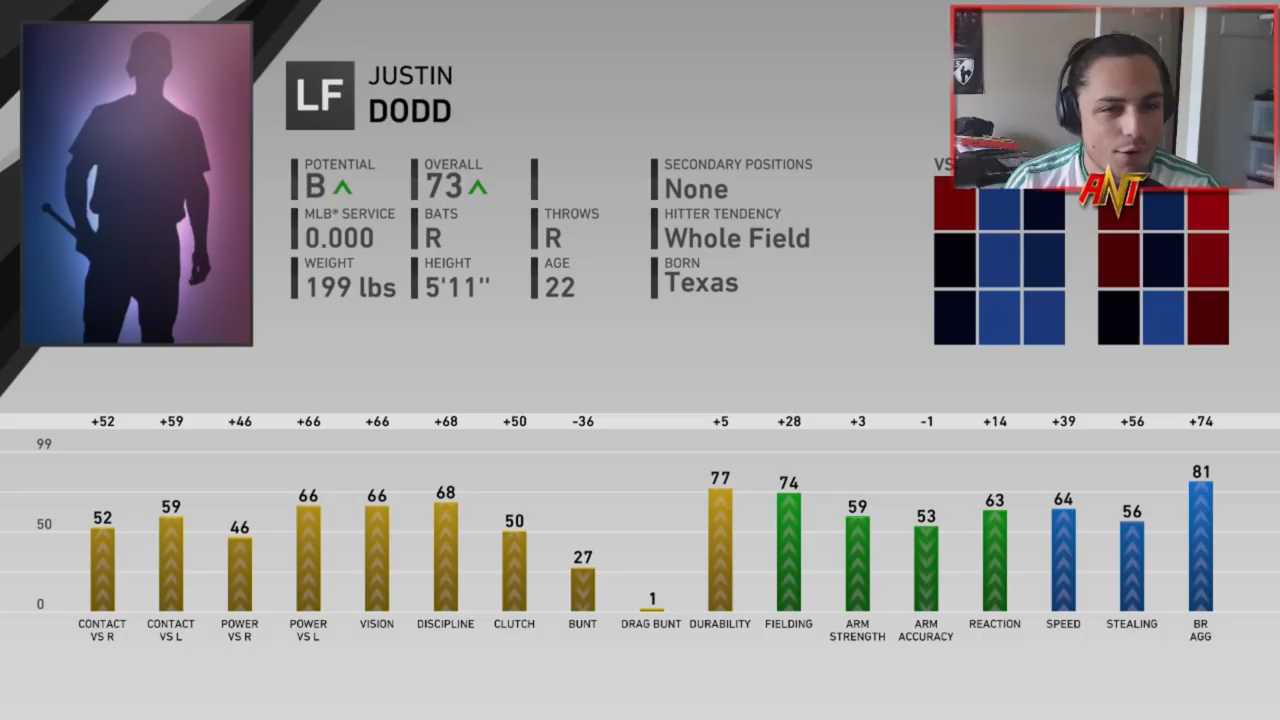 JUSTIN
LF DODD
POTENTIAL OVERALL SECONDARY POSITIONS
B 73 None
MLB® SERVICE BATS THROWS HITTER TENDENCY
0.000 R R Whole Field
WEIGHT HEIGHT AGE BORN
199 lbs 5'11" 22 Texas
VS
ANT
+52 +59 +46 +66 +66 +68 +50 -36 +5 +28 +3 -1 +14 +39 +56 +74
99
50
0
52 59 46 66 66 68 50 27 1 77 74 59 53 63 64 56 81
CONTACT VS R
CONTACT VS L
POWER VS R
POWER VS L
VISION
DISCIPLINE
CLUTCH
BUNT
DRAG BUNT
DURABILITY
FIELDING
ARM STRENGTH
ARM ACCURACY
REACTION
SPEED
STEALING
BR AGG